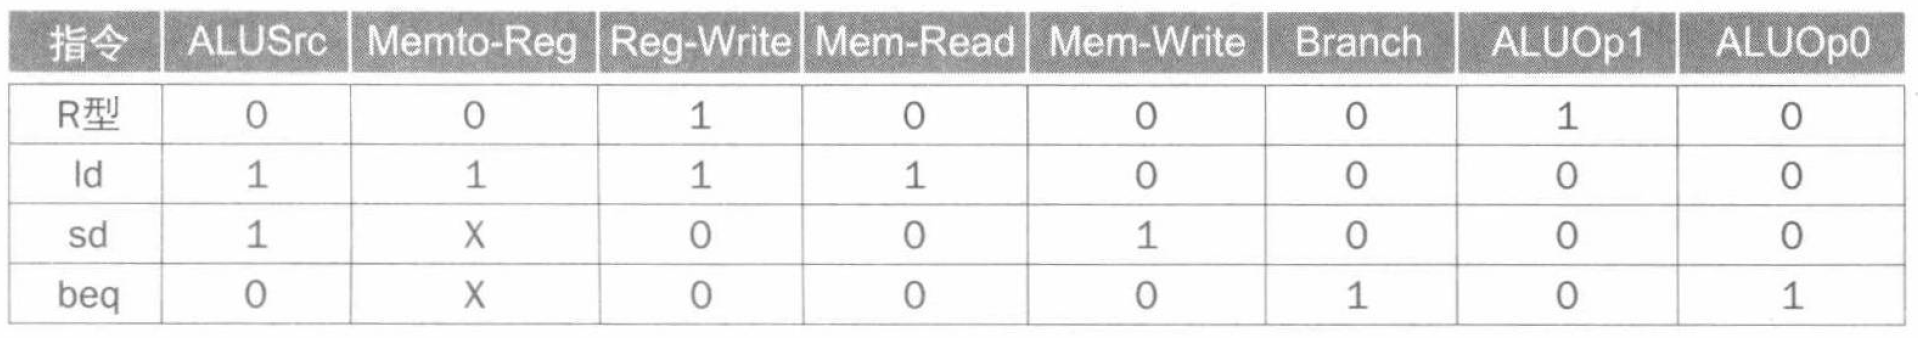 指令 ALUSrc Memto-Reg Reg-Write Mem-Read Mem-Write Branch ALUOp1 ALUOp0
R型 0 0 1 0 0 0 1 0
ld 1 1 1 1 0 0 0 0
sd 1 X 0 0 1 0 0 0
beq 0 X 0 0 0 1 0 1